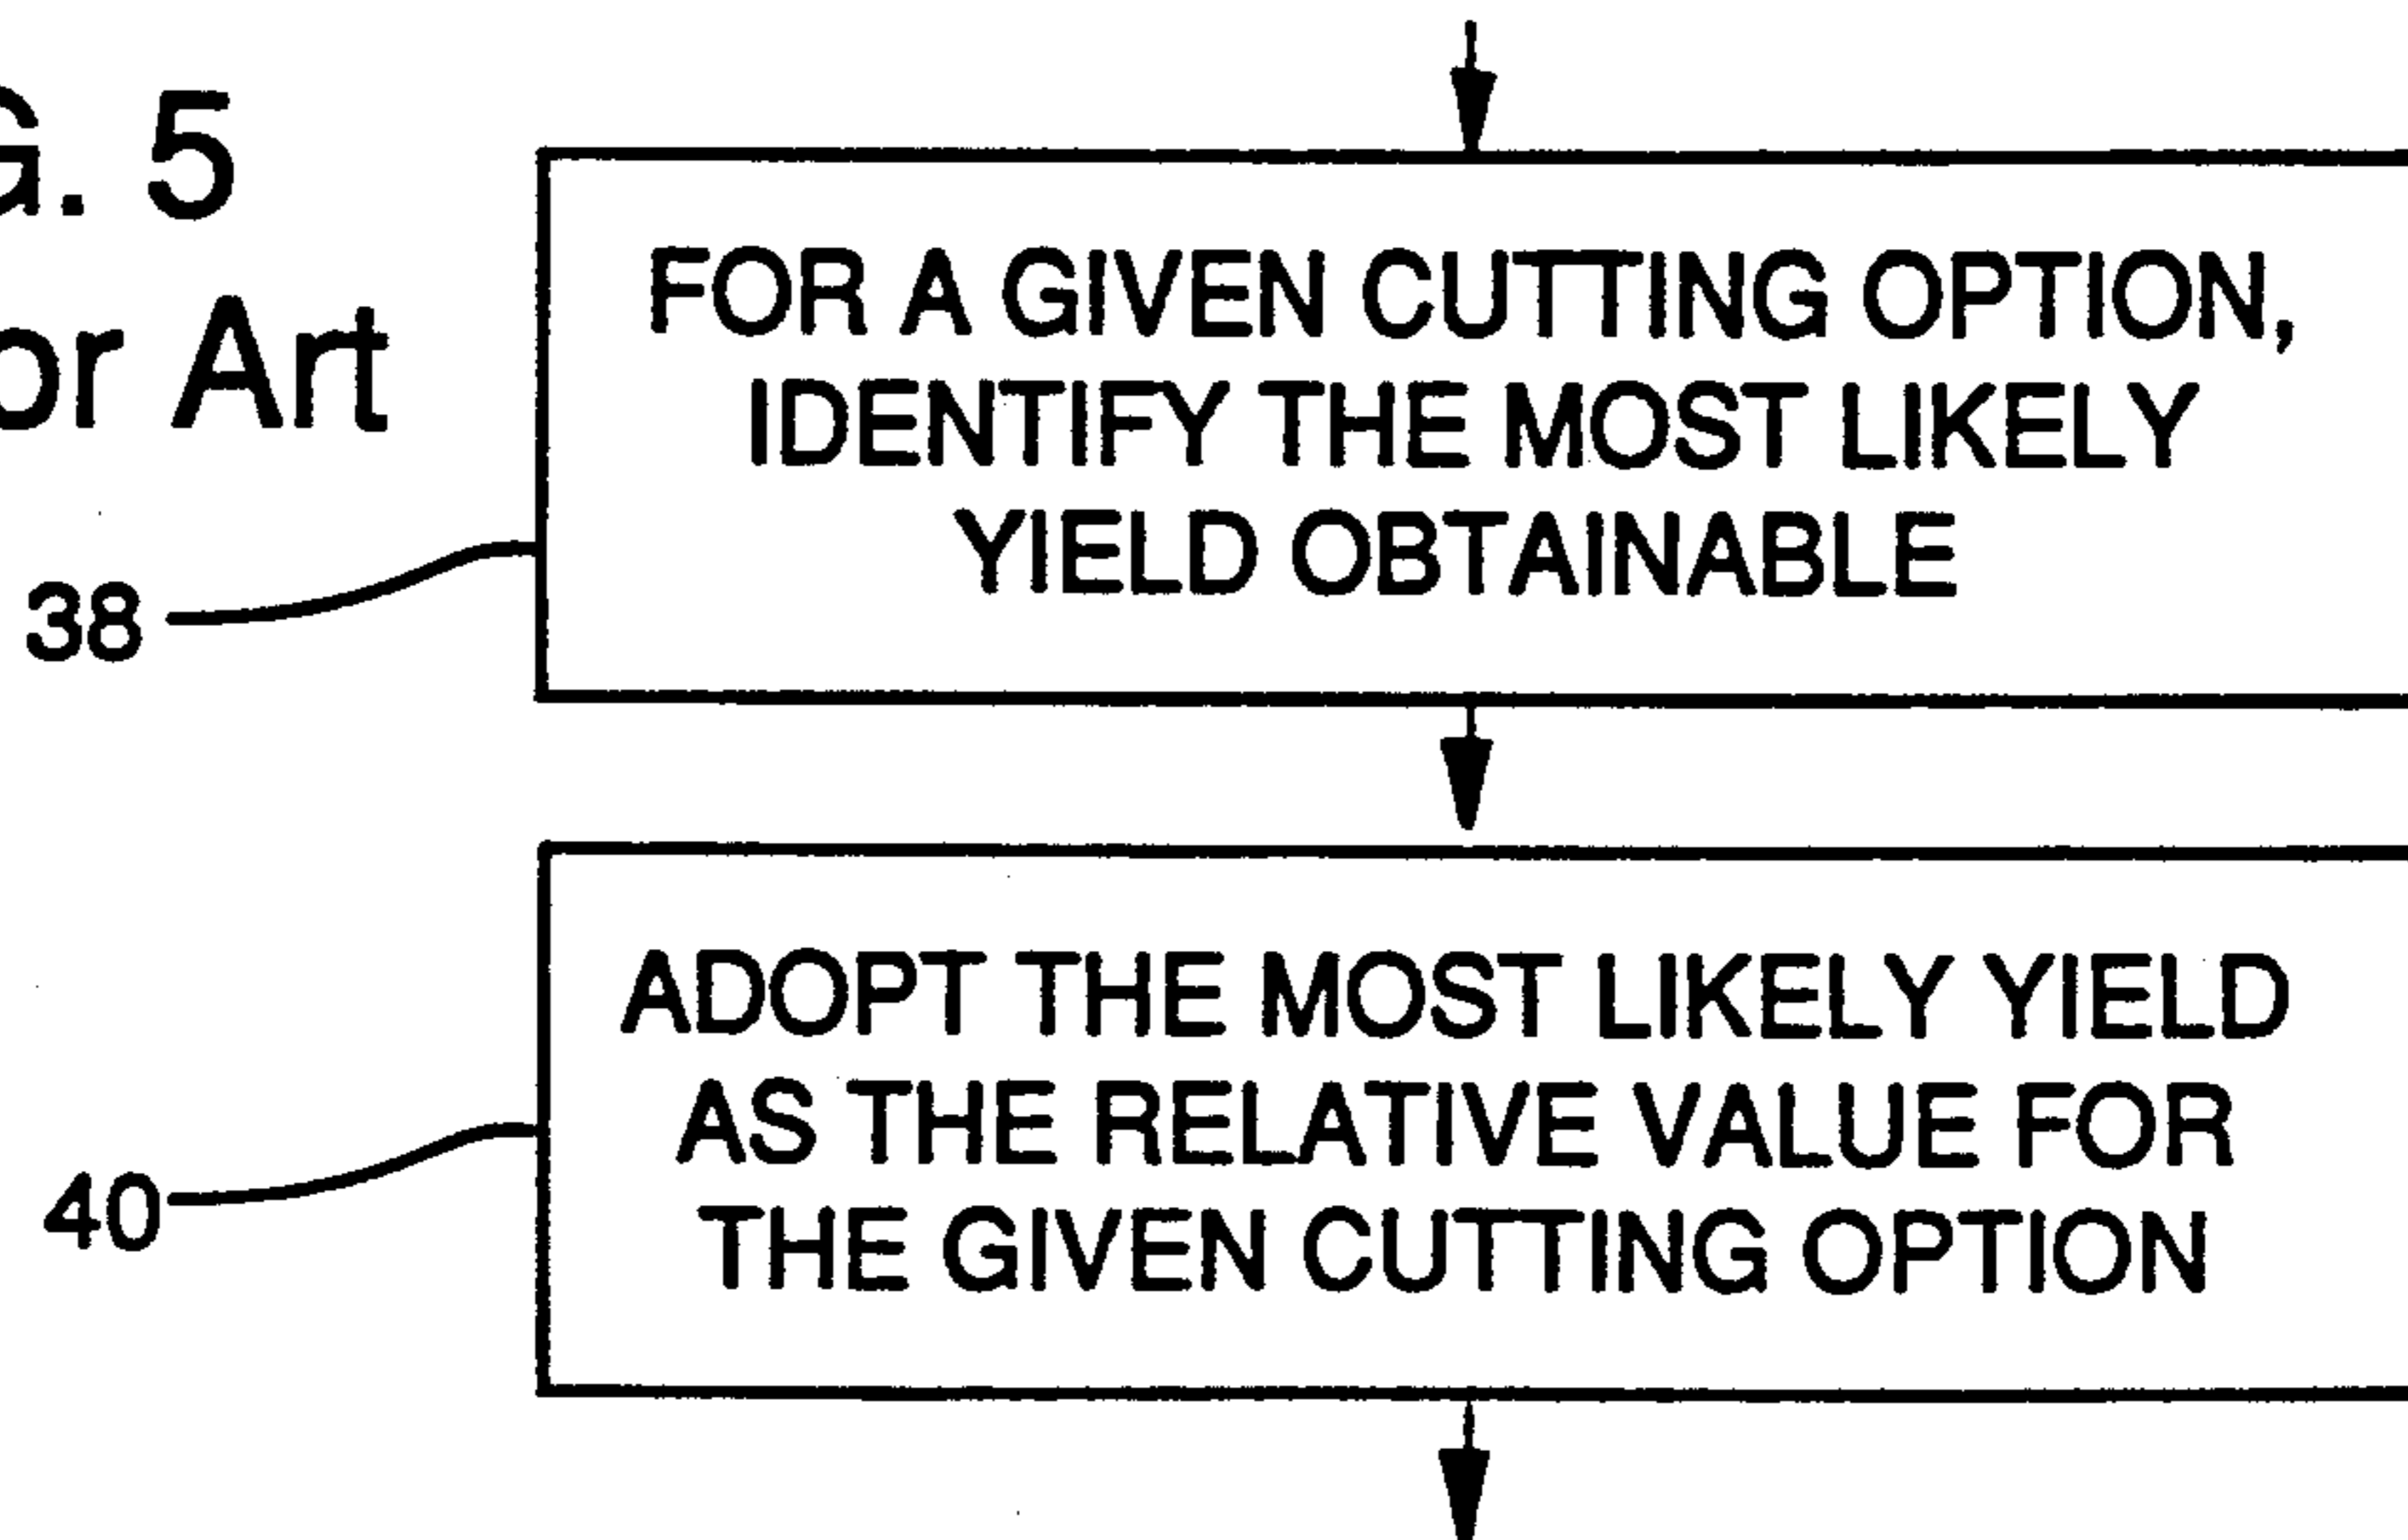 G. 5
or Art
FOR A GIVEN CUTTING OPTION,
IDENTIFY THE MOST LIKELY
YIELD OBTAINABLE
38
ADOPT THE MOST LIKELY YIELD
AS THE RELATIVE VALUE FOR
THE GIVEN CUTTING OPTION
40